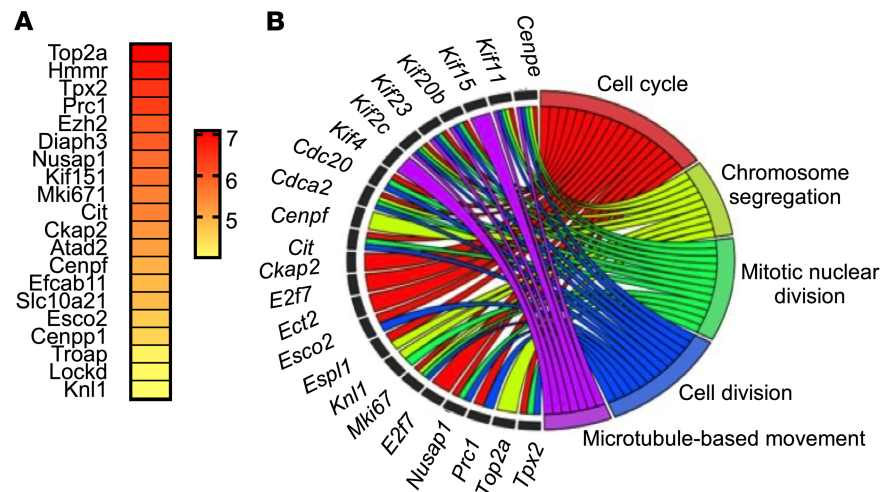 A
Top2a
Hmmr
Tpx2
Prc1
Ezh2
Diaph3
Nusap1
Kif151
Mki671
Cit
Ckap2
Atad2
Cenpf
Efcab11
Slc10a21
Esco2
Cenpp1
Troap
Lockd
Knl1
7
6
5
B
Cenpe
Kif11
Kif15
Kif20b
Kif23
Kif2c
Kif4
Cdc20
Cdca2
Cenpf
Cit
Ckap2
E2f7
Ect2
Esco2
Espl1
Knl1
Mki67
E2f7
Nusap1
Prc1
Top2a
Tpx2
Cell cycle
Chromosome
segregation
Mitotic nuclear
division
Cell division
Microtubule-based movement